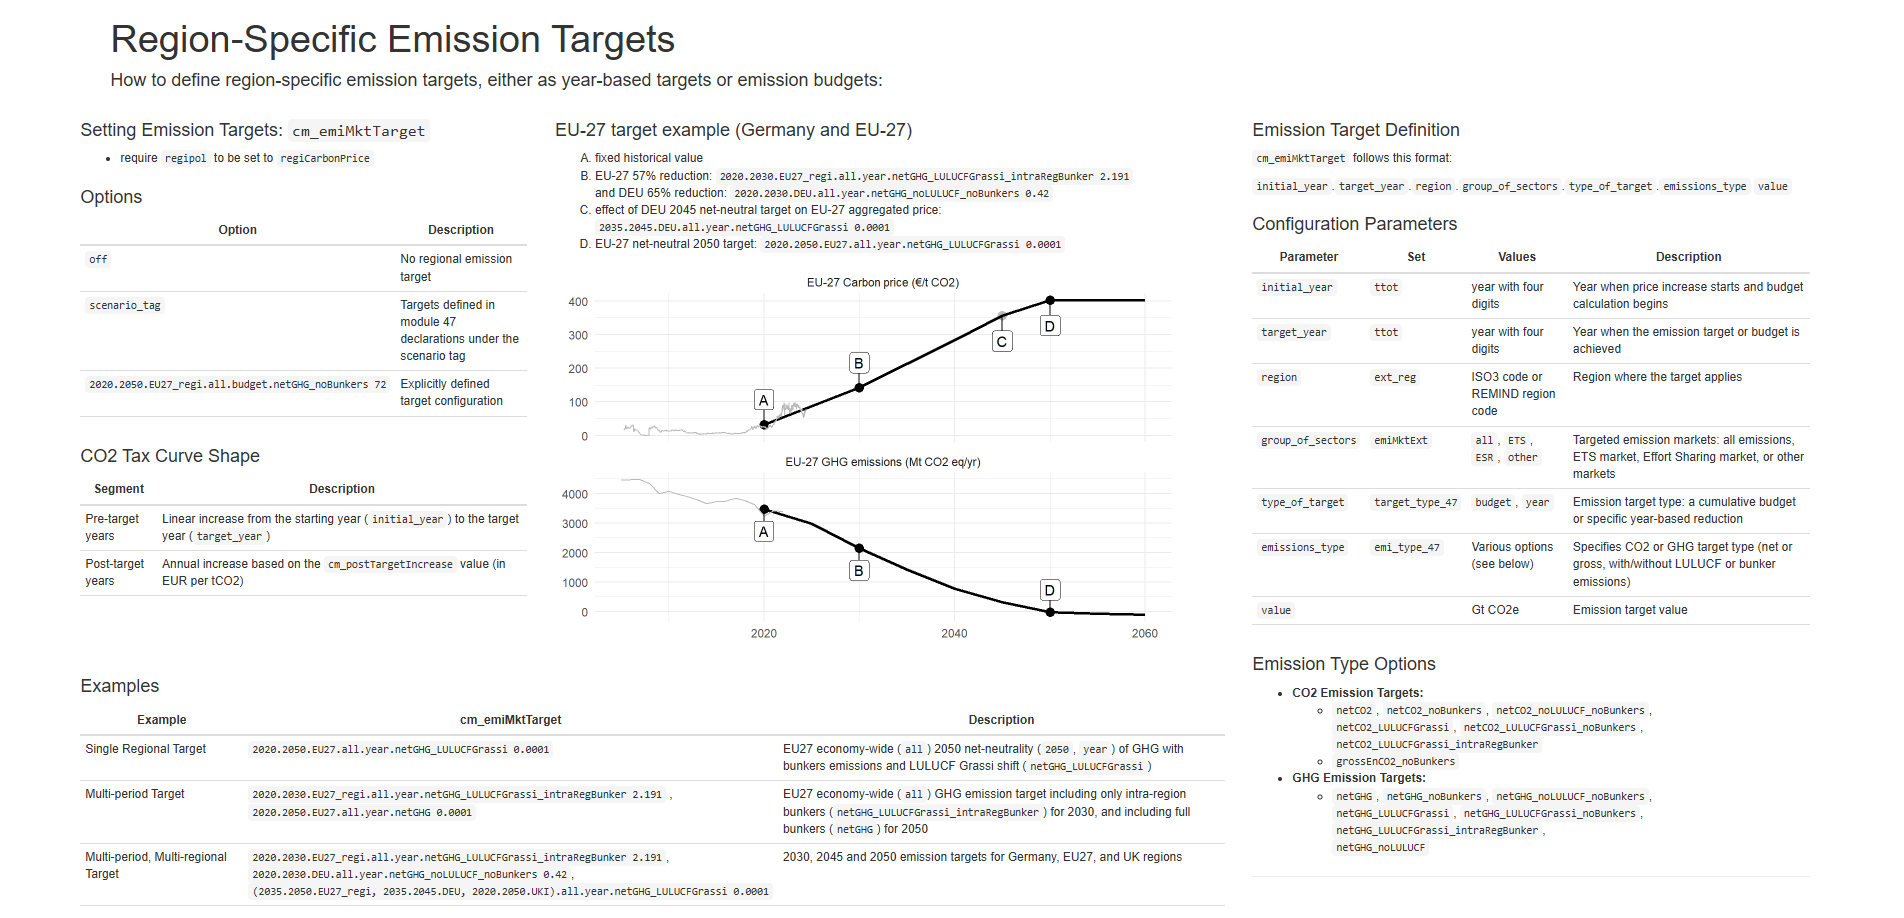 Region-Specific Emission Targets
How to define region-specific emission targets, either as year-based targets or emission budgets:
Setting Emission Targets: cm_emiMktTarget
• require regipol to be set to regiCarbonPrice
Options
Option Description
off No regional emission
target
scenario_tag Targets defined in
module 47
declarations under the
scenario tag
2020.2050.EU27_regi.all.budget.netGHG_noBunkers 72 Explicitly defined
target configuration
CO2 Tax Curve Shape
Segment Description
Pre-target Linear increase from the starting year ( initial_year ) to the target
years year ( target_year )
Post-target Annual increase based on the cm_postTargetIncrease value (in
years EUR per tCO2)
EU-27 target example (Germany and EU-27)
A. fixed historical value
B. EU-27 57% reduction: 2020.2030.EU27_regi.all.year.netGHG_LULUCFGrassi_intraRegBunker 2.191
and DEU 65% reduction: 2020.2030.DEU.all.year.netGHG_noLULUCF_noBunkers 0.42
C. effect of DEU 2045 net-neutral target on EU-27 aggregated price:
2035.2045.DEU.all.year.netGHG_LULUCFGrassi 0.0001
D. EU-27 net-neutral 2050 target: 2020.2050.EU27.all.year.netGHG_LULUCFGrassi 0.0001
EU-27 Carbon price (€/t CO2)
400
300
200
100
0
A
B
C
D
EU-27 GHG emissions (Mt CO2 eq/yr)
4000
3000
2000
1000
0
A
B
D
2020 2040 2060
Emission Target Definition
cm_emiMktTarget follows this format:
initial_year . target_year . region . group_of_sectors . type_of_target . emissions_type value
Configuration Parameters
Parameter Set Values Description
initial_year ttot year with four Year when price increase starts and budget
digits calculation begins
target_year ttot year with four Year when the emission target or budget is
digits achieved
region ext_reg ISO3 code or Region where the target applies
REMIND region
code
group_of_sectors emiMktExt all , ETS , Targeted emission markets: all emissions,
ESR , other ETS market, Effort Sharing market, or other
markets
type_of_target target_type_47 budget , year Emission target type: a cumulative budget
or specific year-based reduction
emissions_type emi_type_47 Various options Specifies CO2 or GHG target type (net or
(see below) gross, with/without LULUCF or bunker
emissions)
value Gt CO2e Emission target value
Emission Type Options
• CO2 Emission Targets:
○ netCO2 , netCO2_noBunkers , netCO2_noLULUCF_noBunkers ,
netCO2_LULUCFGrassi , netCO2_LULUCFGrassi_noBunkers ,
netCO2_LULUCFGrassi_intraRegBunker
○ grossEnCO2_noBunkers
• GHG Emission Targets:
○ netGHG , netGHG_noBunkers , netGHG_noLULUCF_noBunkers ,
netGHG_LULUCFGrassi , netGHG_LULUCFGrassi_noBunkers ,
netGHG_LULUCFGrassi_intraRegBunker ,
netGHG_noLULUCF
Examples
Example cm_emiMktTarget Description
Single Regional Target 2020.2050.EU27.all.year.netGHG_LULUCFGrassi 0.0001 EU27 economy-wide ( all ) 2050 net-neutrality ( 2050 , year ) of GHG with
bunkers emissions and LULUCF Grassi shift ( netGHG_LULUCFGrassi )
Multi-period Target 2020.2030.EU27_regi.all.year.netGHG_LULUCFGrassi_intraRegBunker 2.191 , EU27 economy-wide ( all ) GHG emission target including only intra-region
2020.2050.EU27.all.year.netGHG 0.0001 bunkers ( netGHG_LULUCFGrassi_intraRegBunker ) for 2030, and including full
bunkers ( netGHG ) for 2050
Multi-period, Multi-regional 2020.2030.EU27_regi.all.year.netGHG_LULUCFGrassi_intraRegBunker 2.191 , 2030, 2045 and 2050 emission targets for Germany, EU27, and UK regions
Target 2020.2030.DEU.all.year.netGHG_noLULUCF_noBunkers 0.42 ,
(2035.2050.EU27_regi, 2035.2045.DEU, 2020.2050.UKI).all.year.netGHG_LULUCFGrassi 0.0001